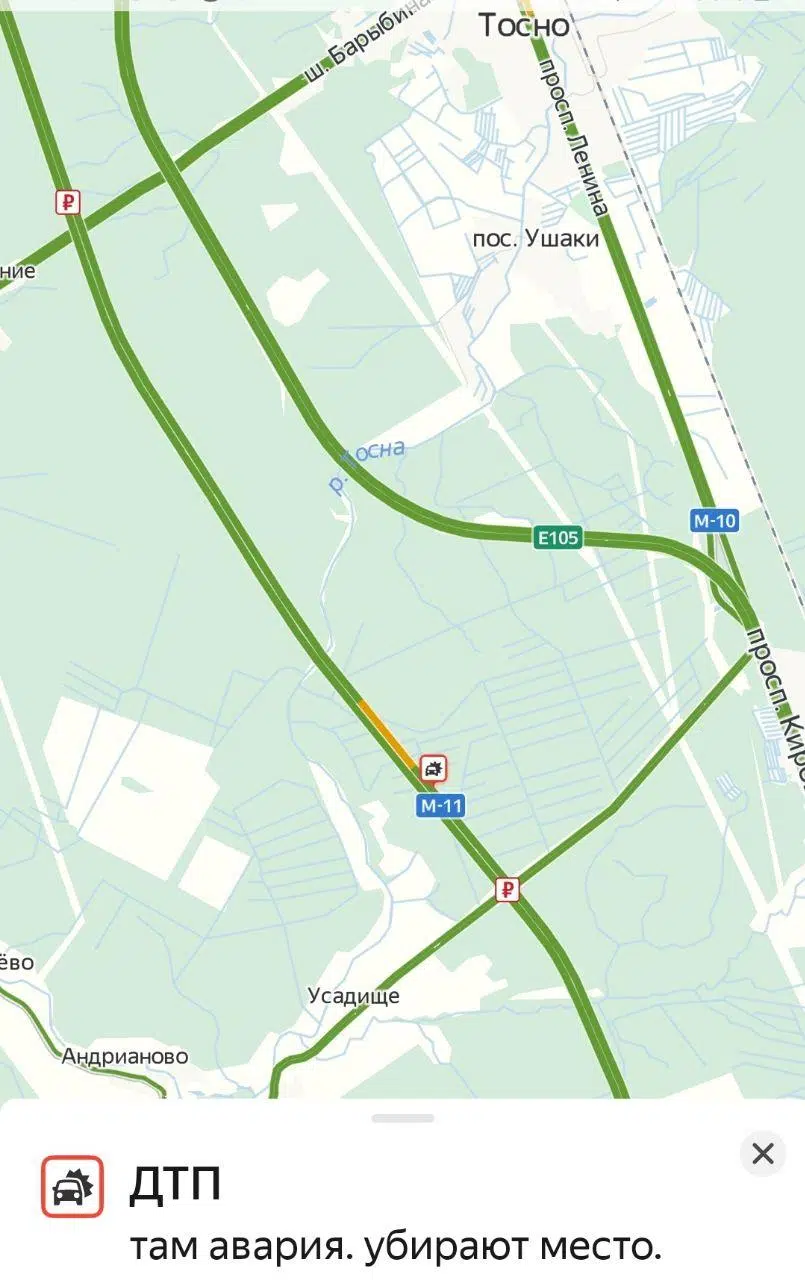 Тосно
ш. Барыбина
просп. Ленина
₽
пос. Ушаки
ние
р. Тосна
М-10
E105
просп. Киро
М-11
₽
Усадище
ёво
Андрианово
ДТП
там авария. убирают место.